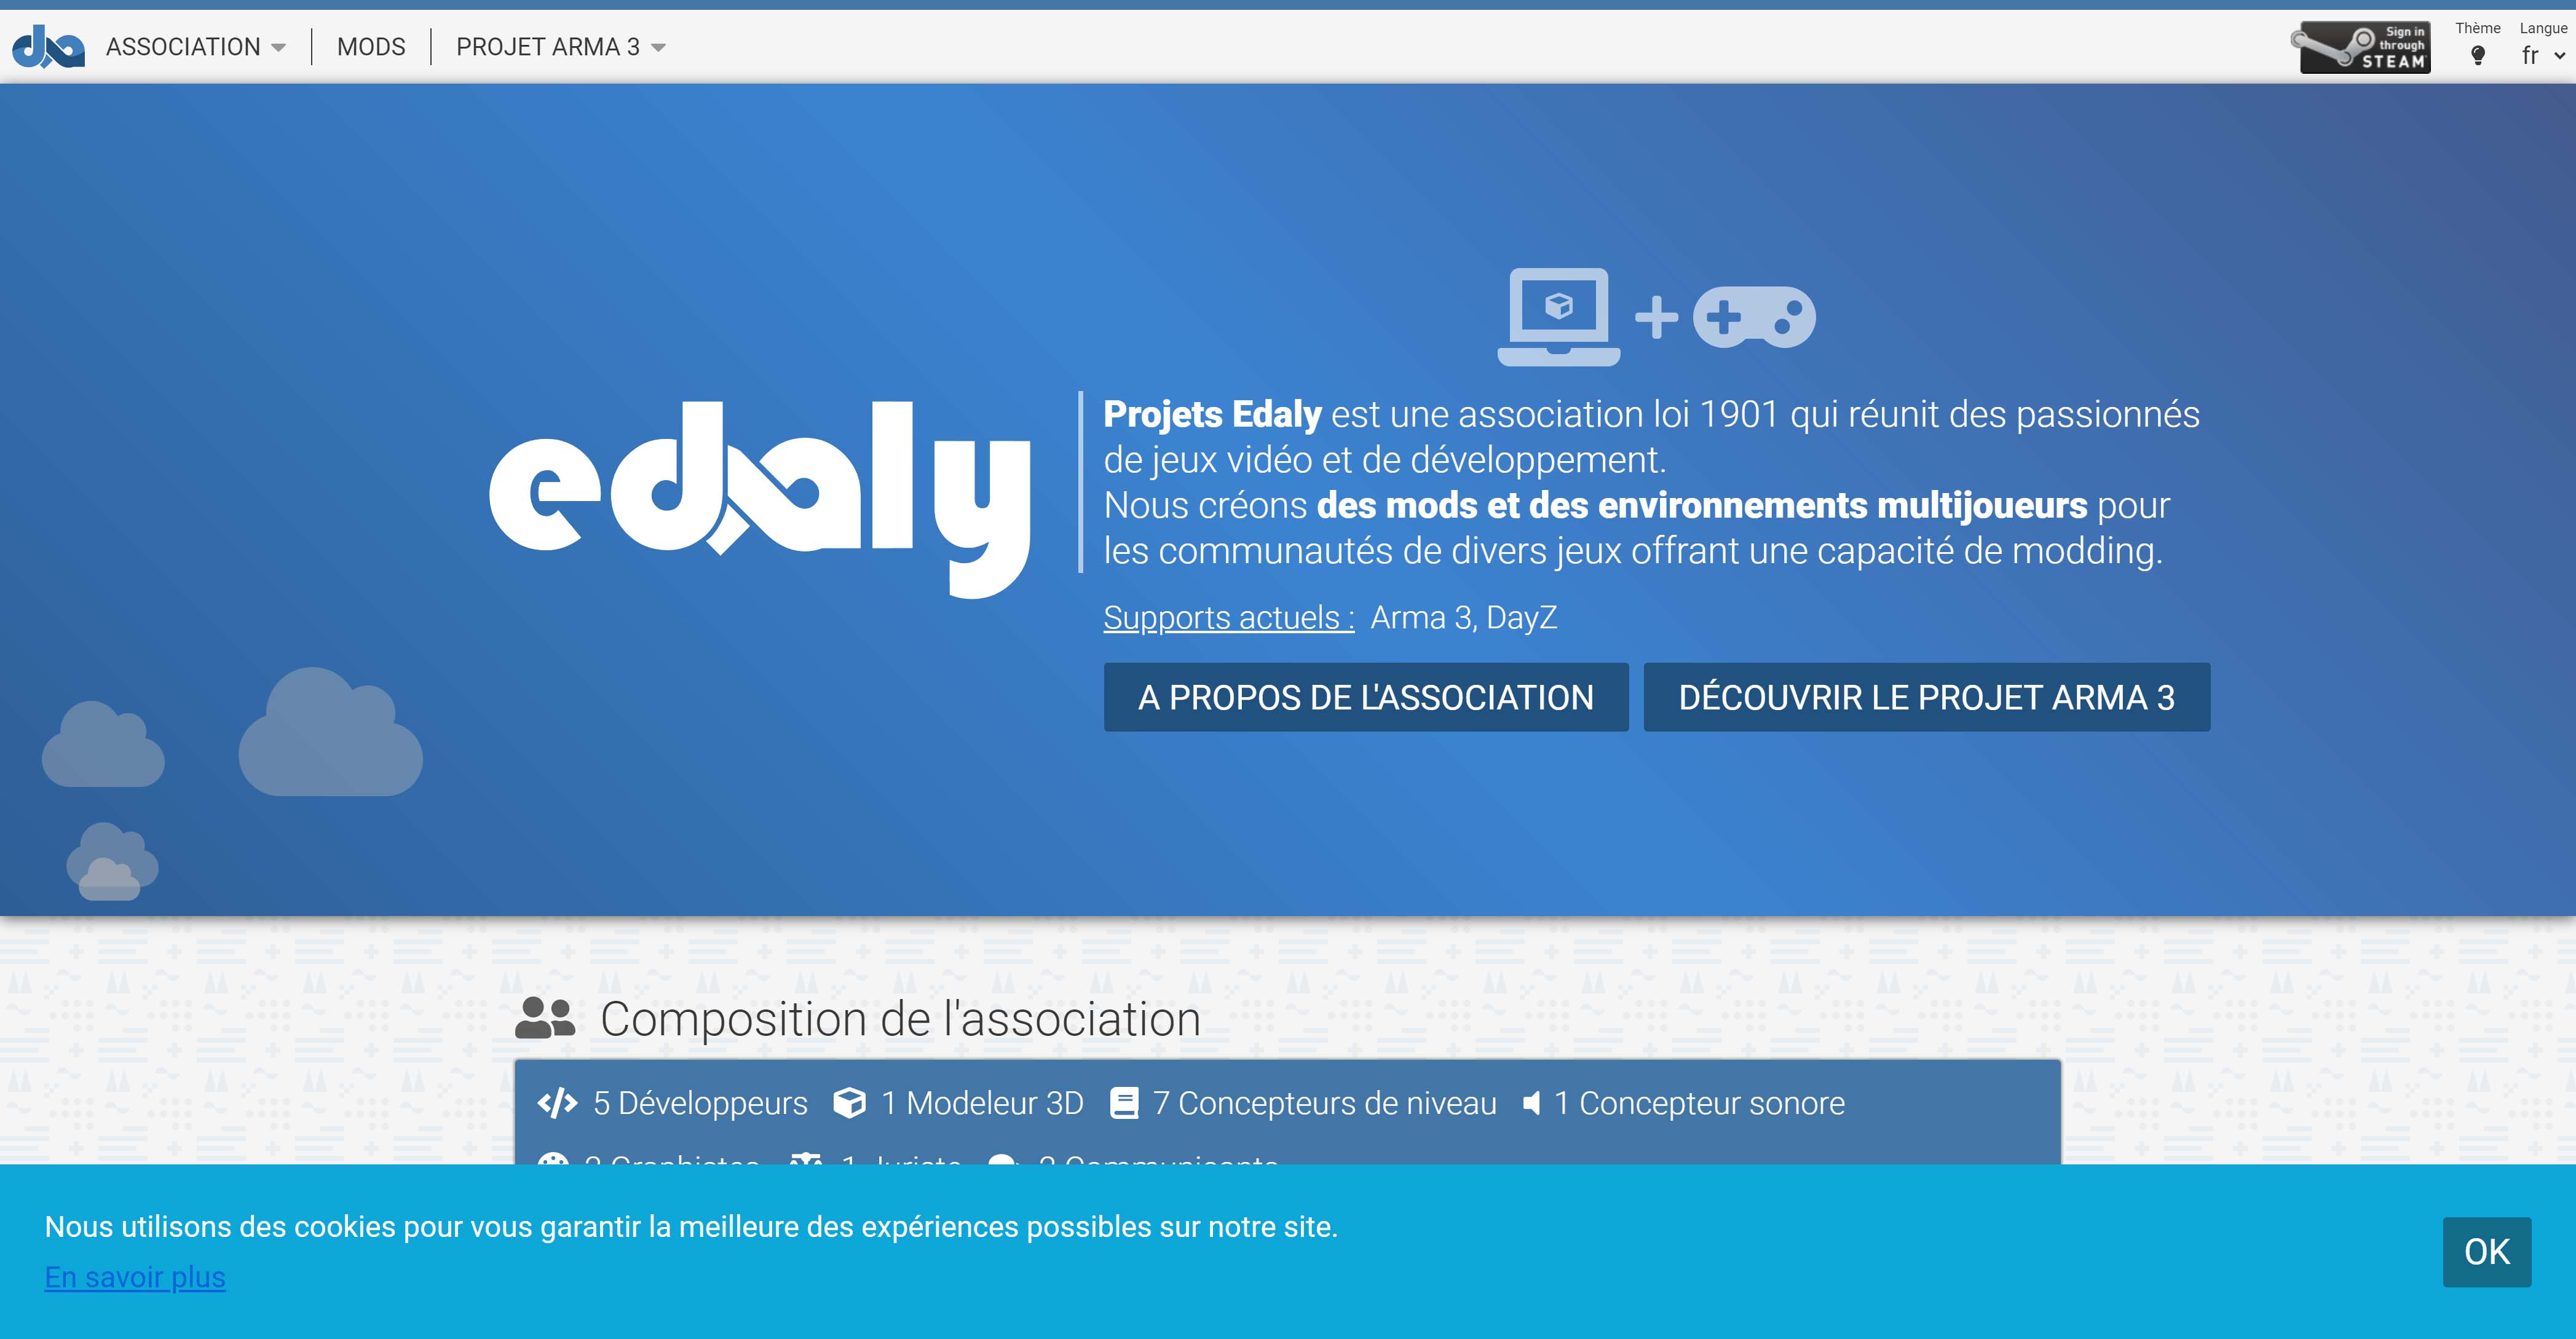 ASSOCIATION
MODS
PROJET ARMA 3
Sign in
through
STEAM
Thème
Langue
fr
edaly
Projets Edaly est une association loi 1901 qui réunit des passionnés
de jeux vidéo et de développement.
Nous créons des mods et des environnements multijoueurs pour
les communautés de divers jeux offrant une capacité de modding.
Supports actuels : Arma 3, DayZ
A PROPOS DE L'ASSOCIATION
DÉCOUVRIR LE PROJET ARMA 3
Composition de l'association
5 Développeurs 1 Modeleur 3D 7 Concepteurs de niveau 1 Concepteur sonore
Graphistes 1 Juriste Communicants
Nous utilisons des cookies pour vous garantir la meilleure des expériences possibles sur notre site.
En savoir plus
OK